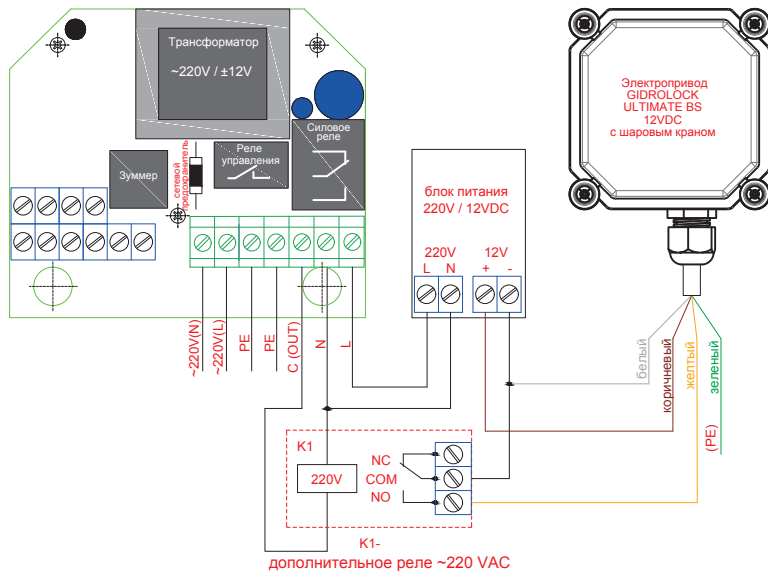 Трансформатор
~220V / ±12V
Силовое
реле
Реле
управления
Зуммер
сетевой
предохранитель
Электропривод
GIDROLOCK
ULTIMATE BS
12VDC
с шаровым краном
блок питания
220V / 12VDC
220V 12V
L N + -
~220V(N)
~220V(L)
PE
PE
C (OUT)
N
L
белый
коричневый
желтый
зеленый
(PE)
K1
220V
NC
COM
NO
K1-
дополнительное реле ~220 VAC